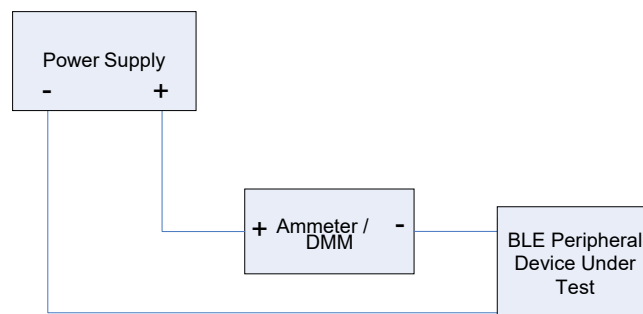 Power Supply
- +
+ Ammeter / -
DMM
BLE Peripheral
Device Under
Test